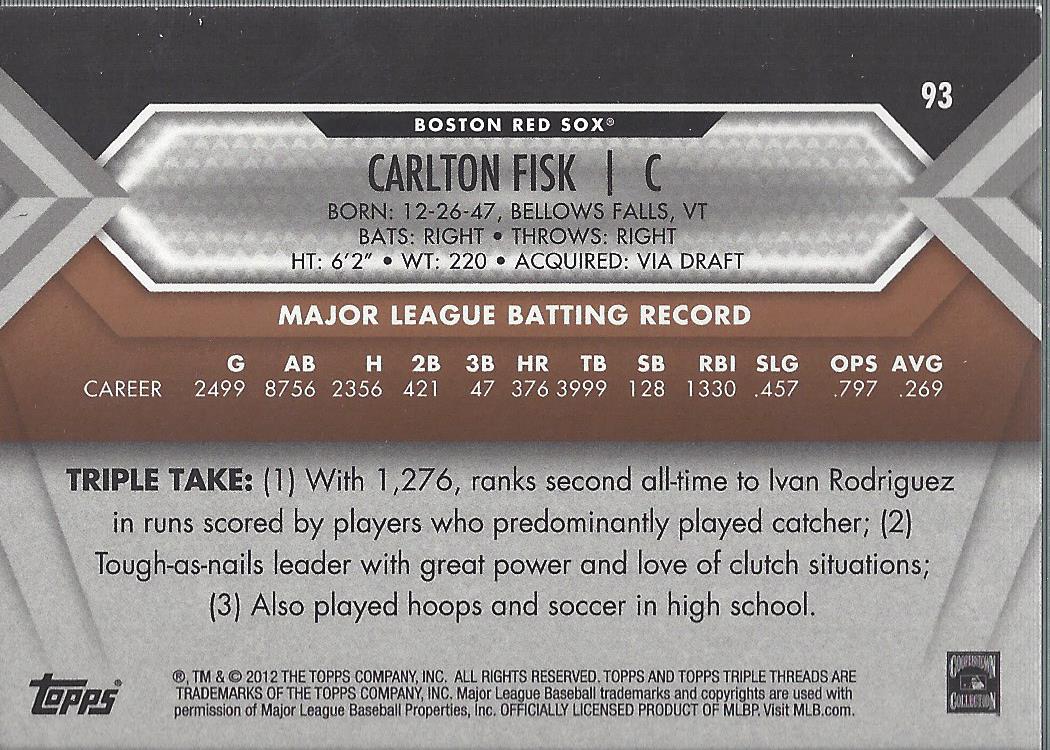 93
BOSTON RED SOX®
CARLTON FISK | C
BORN: 12-26-47, BELLOWS FALLS, VT
BATS: RIGHT • THROWS: RIGHT
HT: 6'2" • WT: 220 • ACQUIRED: VIA DRAFT
MAJOR LEAGUE BATTING RECORD
G AB H 2B 3B HR TB SB RBI SLG OPS AVG
CAREER 2499 8756 2356 421 47 376 3999 128 1330 .457 .797 .269
TRIPLE TAKE: (1) With 1,276, ranks second all-time to Ivan Rodriguez
in runs scored by players who predominantly played catcher; (2)
Tough-as-nails leader with great power and love of clutch situations;
(3) Also played hoops and soccer in high school.
®, TM & © 2012 THE TOPPS COMPANY, INC. ALL RIGHTS RESERVED. TOPPS AND TOPPS TRIPLE THREADS ARE
TRADEMARKS OF THE TOPPS COMPANY, INC. Major League Baseball trademarks and copyrights are used with
permission of Major League Baseball Properties, Inc. OFFICIALLY LICENSED PRODUCT OF MLBP. Visit MLB.com.
Topps®
COOPERSTOWN
COLLECTION